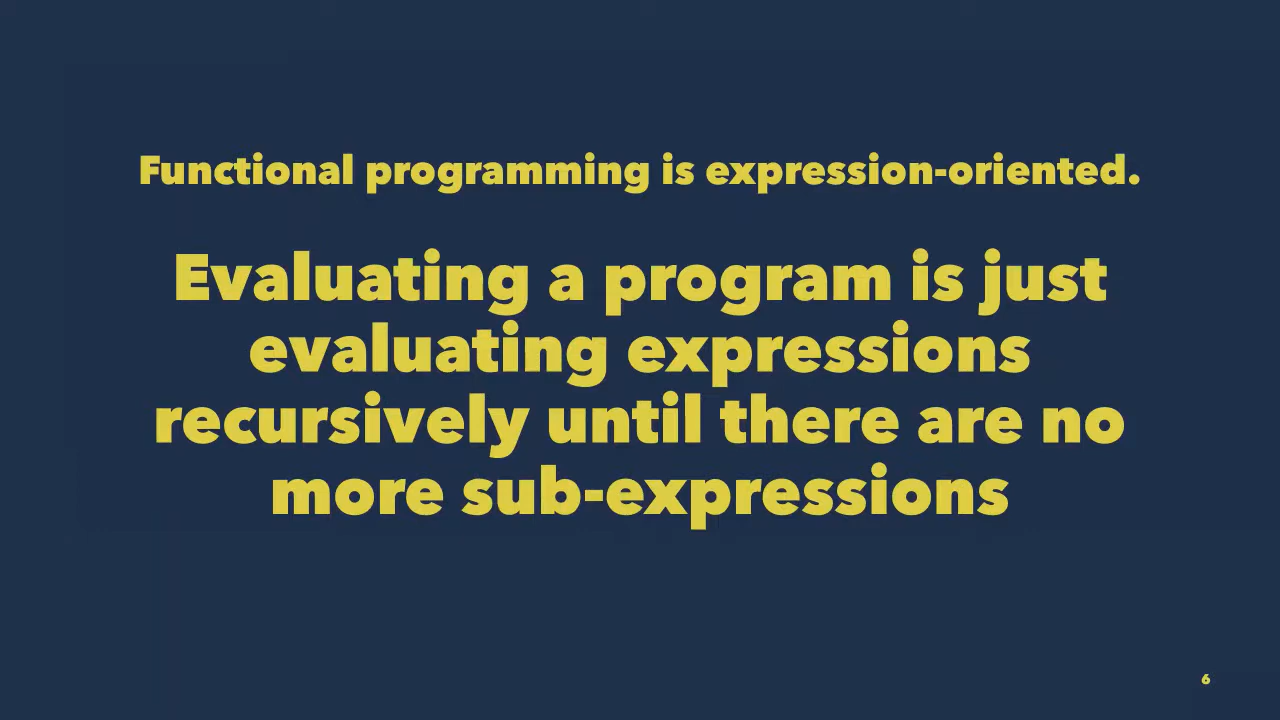 Functional programming is expression-oriented.
Evaluating a program is just
evaluating expressions
recursively until there are no
more sub-expressions
6